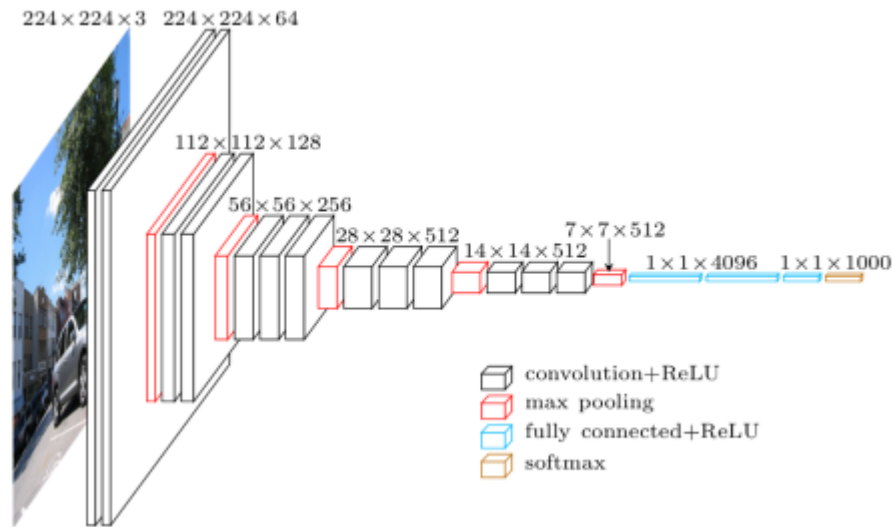 224×224×3
224×224×64
112×112×128
56×56×256
28×28×512
14×14×512
7×7×512
1×1×4096
1×1×1000
convolution+ReLU
max pooling
fully connected+ReLU
softmax